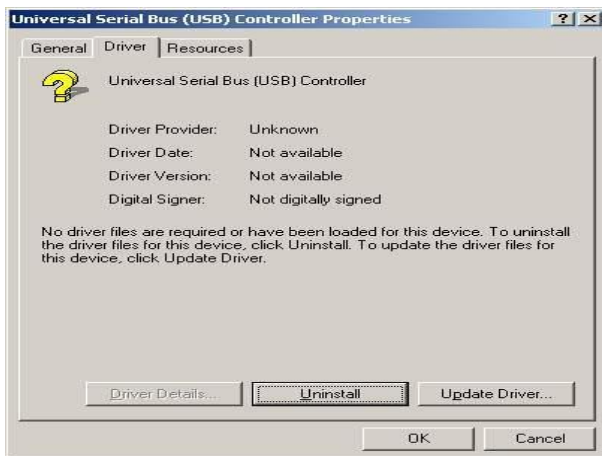 Universal Serial Bus (USB) Controller Properties
? ×
General Driver Resources
Universal Serial Bus (USB) Controller
Driver Provider: Unknown
Driver Date: Not available
Driver Version: Not available
Digital Signer: Not digitally signed
No driver files are required or have been loaded for this device. To uninstall
the driver files for this device, click Uninstall. To update the driver files for
this device, click Update Driver.
Driver Details... Uninstall Update Driver...
OK Cancel